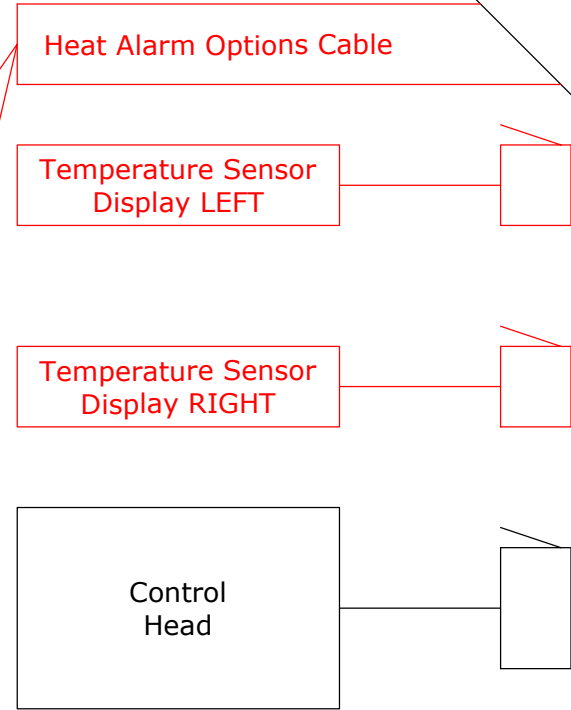 Heat Alarm Options Cable
Temperature Sensor
Display LEFT
Temperature Sensor
Display RIGHT
Control
Head